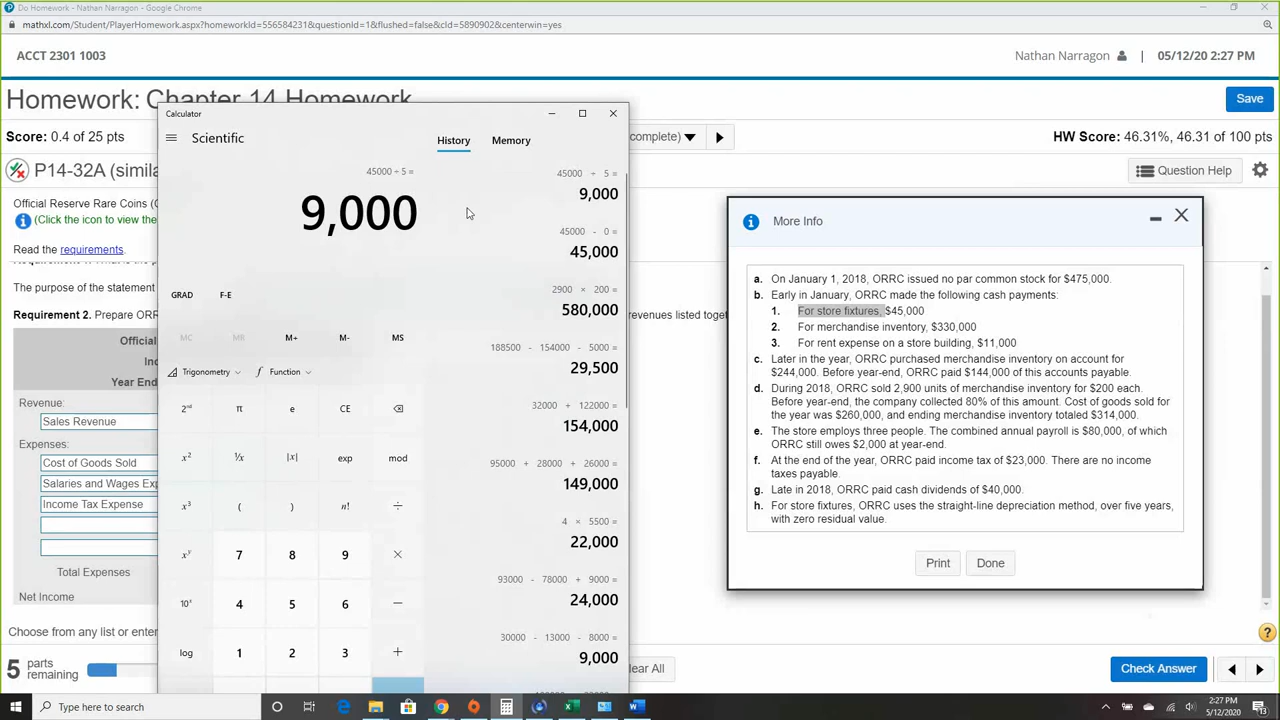 Do Homework - Nathan Narragon - Google Chrome
mathxl.com/Student/PlayerHomework.aspx?homeworkId=556584231&questionId=1&flushed=false&cId=5890902&centerwin=yes
ACCT 2301 1003
Nathan Narragon
05/12/20 2:27 PM
Homework: Chapter 14 Homework
Save
Score: 0.4 of 25 pts
complete)
HW Score: 46.31%, 46.31 of 100 pts
P14-32A (simila
Question Help
Official Reserve Rare Coins (
(Click the icon to view the
Read the requirements.
The purpose of the statement
Requirement 2. Prepare ORR
revenues listed toget
Official
Inc
Year End
Revenue:
Sales Revenue
Expenses:
Cost of Goods Sold
Salaries and Wages Exp
Income Tax Expense
Total Expenses
Net Income
Choose from any list or enter
5 parts remaining
lear All
Check Answer
Calculator
Scientific
History
Memory
45000 ÷ 5 =
9,000
GRAD
F-E
MC
MR
M+
M-
MS
Trigonometry
f Function
2ⁿᵈ
π
e
CE
x²
¹/x
|x|
exp
mod
x³
(
)
n!
÷
xʸ
7
8
9
×
10ˣ
4
5
6
−
log
1
2
3
+
45000 ÷ 5 =
9,000
45000 - 0 =
45,000
2900 × 200 =
580,000
188500 - 154000 - 5000 =
29,500
32000 + 122000 =
154,000
95000 + 28000 + 26000 =
149,000
4 × 5500 =
22,000
93000 - 78000 + 9000 =
24,000
30000 - 13000 - 8000 =
9,000
More Info
a. On January 1, 2018, ORRC issued no par common stock for $475,000.
b. Early in January, ORRC made the following cash payments:
1. For store fixtures, $45,000
2. For merchandise inventory, $330,000
3. For rent expense on a store building, $11,000
c. Later in the year, ORRC purchased merchandise inventory on account for
$244,000. Before year-end, ORRC paid $144,000 of this accounts payable.
d. During 2018, ORRC sold 2,900 units of merchandise inventory for $200 each.
Before year-end, the company collected 80% of this amount. Cost of goods sold for
the year was $260,000, and ending merchandise inventory totaled $314,000.
e. The store employs three people. The combined annual payroll is $80,000, of which
ORRC still owes $2,000 at year-end.
f. At the end of the year, ORRC paid income tax of $23,000. There are no income
taxes payable.
g. Late in 2018, ORRC paid cash dividends of $40,000.
h. For store fixtures, ORRC uses the straight-line depreciation method, over five years,
with zero residual value.
Print
Done
Type here to search
2:27 PM
5/12/2020